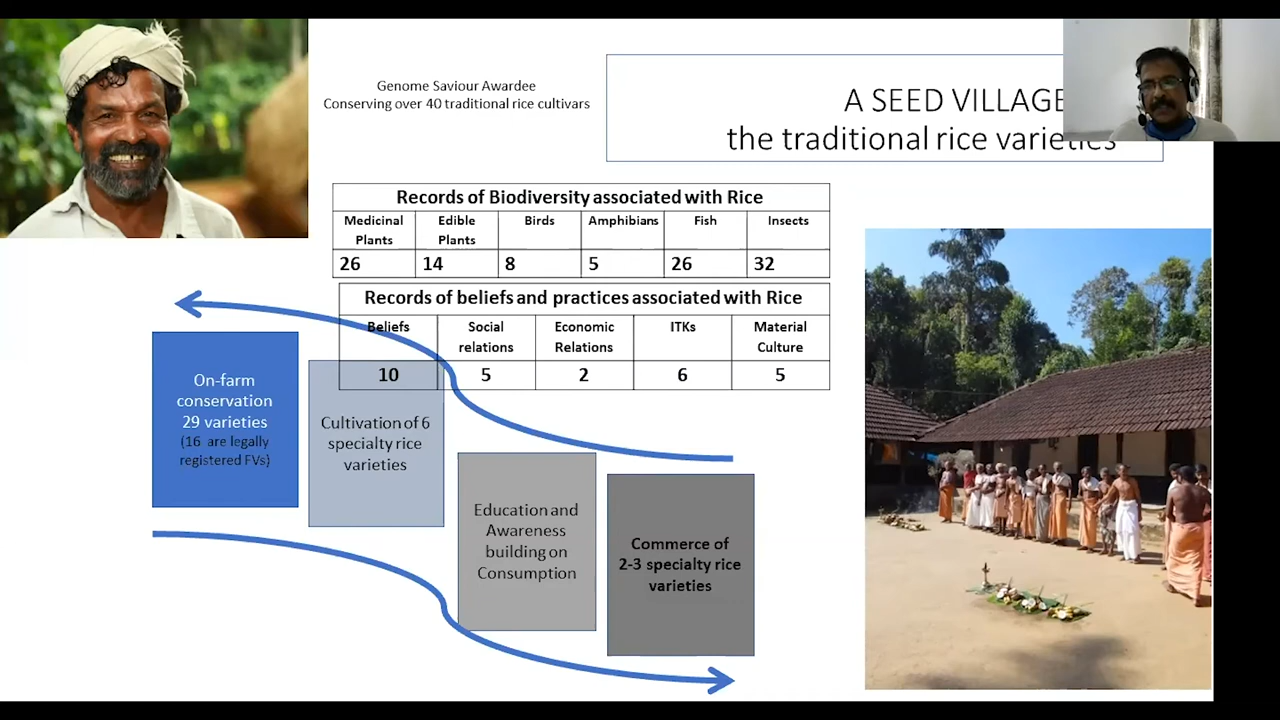 Genome Saviour Awardee
Conserving over 40 traditional rice cultivars
A SEED VILLAGE
the traditional rice varieties
Records of Biodiversity associated with Rice
Medicinal Plants Edible Plants Birds Amphibians Fish Insects
26 14 8 5 26 32
Records of beliefs and practices associated with Rice
Beliefs Social relations Economic Relations ITKs Material Culture
10 5 2 6 5
On-farm
conservation
29 varieties
(16 are legally
registered FVs)
Cultivation of 6
specialty rice
varieties
Education and
Awareness
building on
Consumption
Commerce of
2-3 specialty rice
varieties